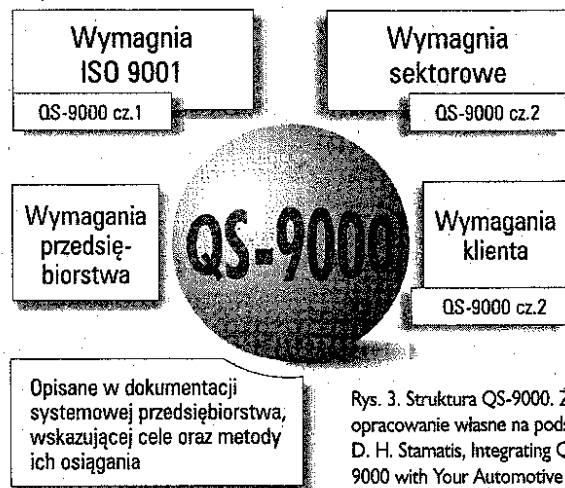 Wymagnia
ISO 9001
QS-9000 cz.1
Wymagnia
sektorowe
QS-9000 cz.2
Wymagania
przedsię-
biorstwa
QS-9000
Wymagania
klienta
QS-9000 cz.2
Opisane w dokumentacji
systemowej przedsiębiorstwa,
wskazującej cele oraz metody
ich osiągania
Rys. 3. Struktura QS-9000.
opracowanie własne na
D. H. Stamatis, Integrating
9000 with Your Automotive